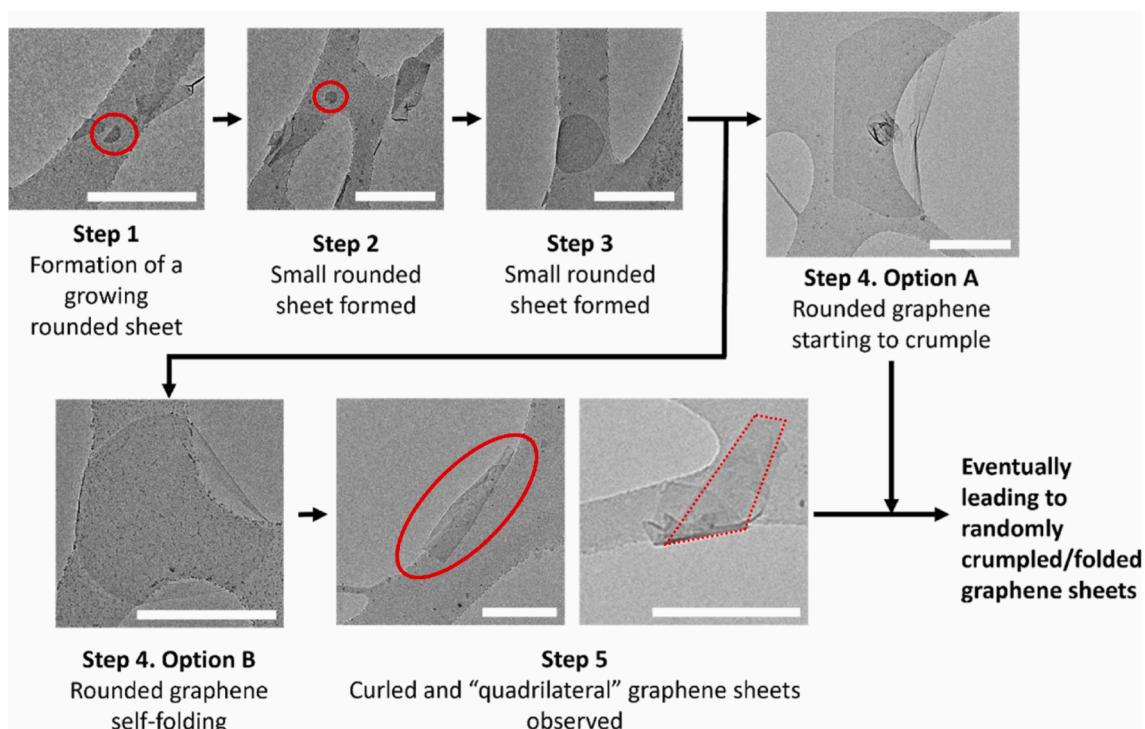 Step 1
Formation of a
growing
rounded sheet
Step 2
Small rounded
sheet formed
Step 3
Small rounded
sheet formed
Step 4. Option A
Rounded graphene
starting to crumple
Step 4. Option B
Rounded graphene
self-folding
Step 5
Curled and “quadrilateral” graphene sheets
observed
Eventually
leading to
randomly
crumpled/folded
graphene sheets